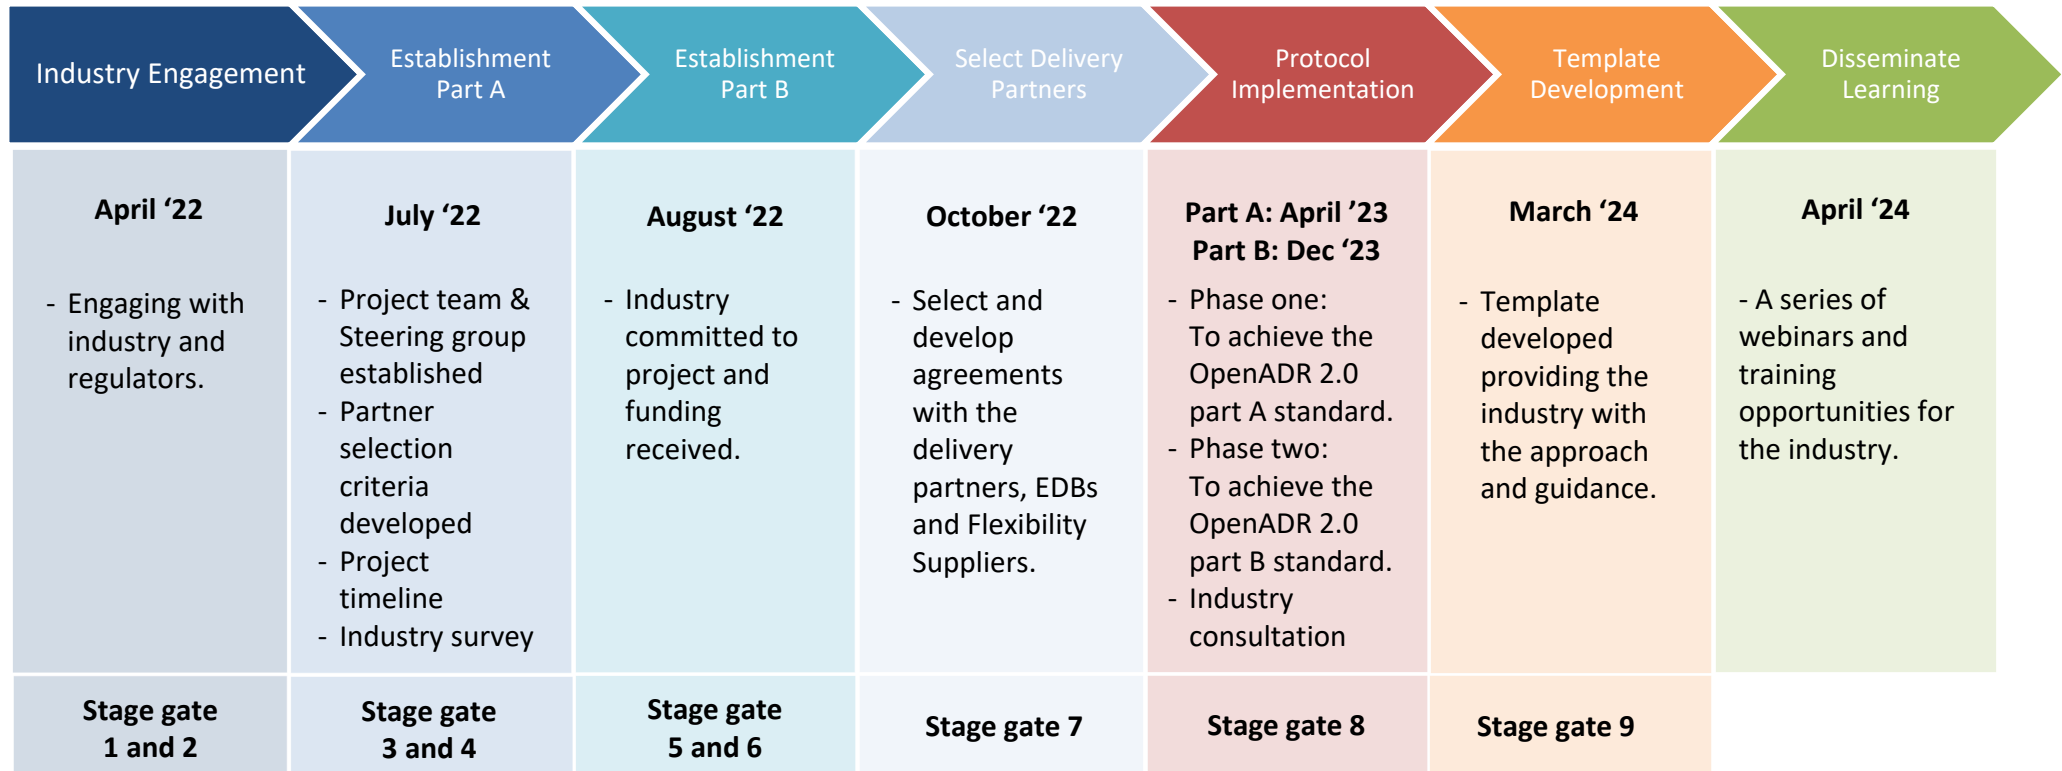 Industry Engagement
Establishment
Part A
Establishment
Part B
Select Delivery
Partners
Protocol
Implementation
Template
Development
Disseminate
Learning
April ‘22
- Engaging with
industry and
regulators.
Stage gate
1 and 2
July ‘22
- Project team &
Steering group
established
- Partner
selection
criteria
developed
- Project
timeline
- Industry survey
Stage gate
3 and 4
August ‘22
- Industry
committed to
project and
funding
received.
Stage gate
5 and 6
October ‘22
- Select and
develop
agreements
with the
delivery
partners, EDBs
and Flexibility
Suppliers.
Stage gate 7
Part A: April ’23
Part B: Dec ‘23
- Phase one:
To achieve the
OpenADR 2.0
part A standard.
- Phase two:
To achieve the
OpenADR 2.0
part B standard.
- Industry
consultation
Stage gate 8
March ‘24
- Template
developed
providing the
industry with
the approach
and guidance.
Stage gate 9
April ‘24
- A series of
webinars and
training
opportunities for
the industry.